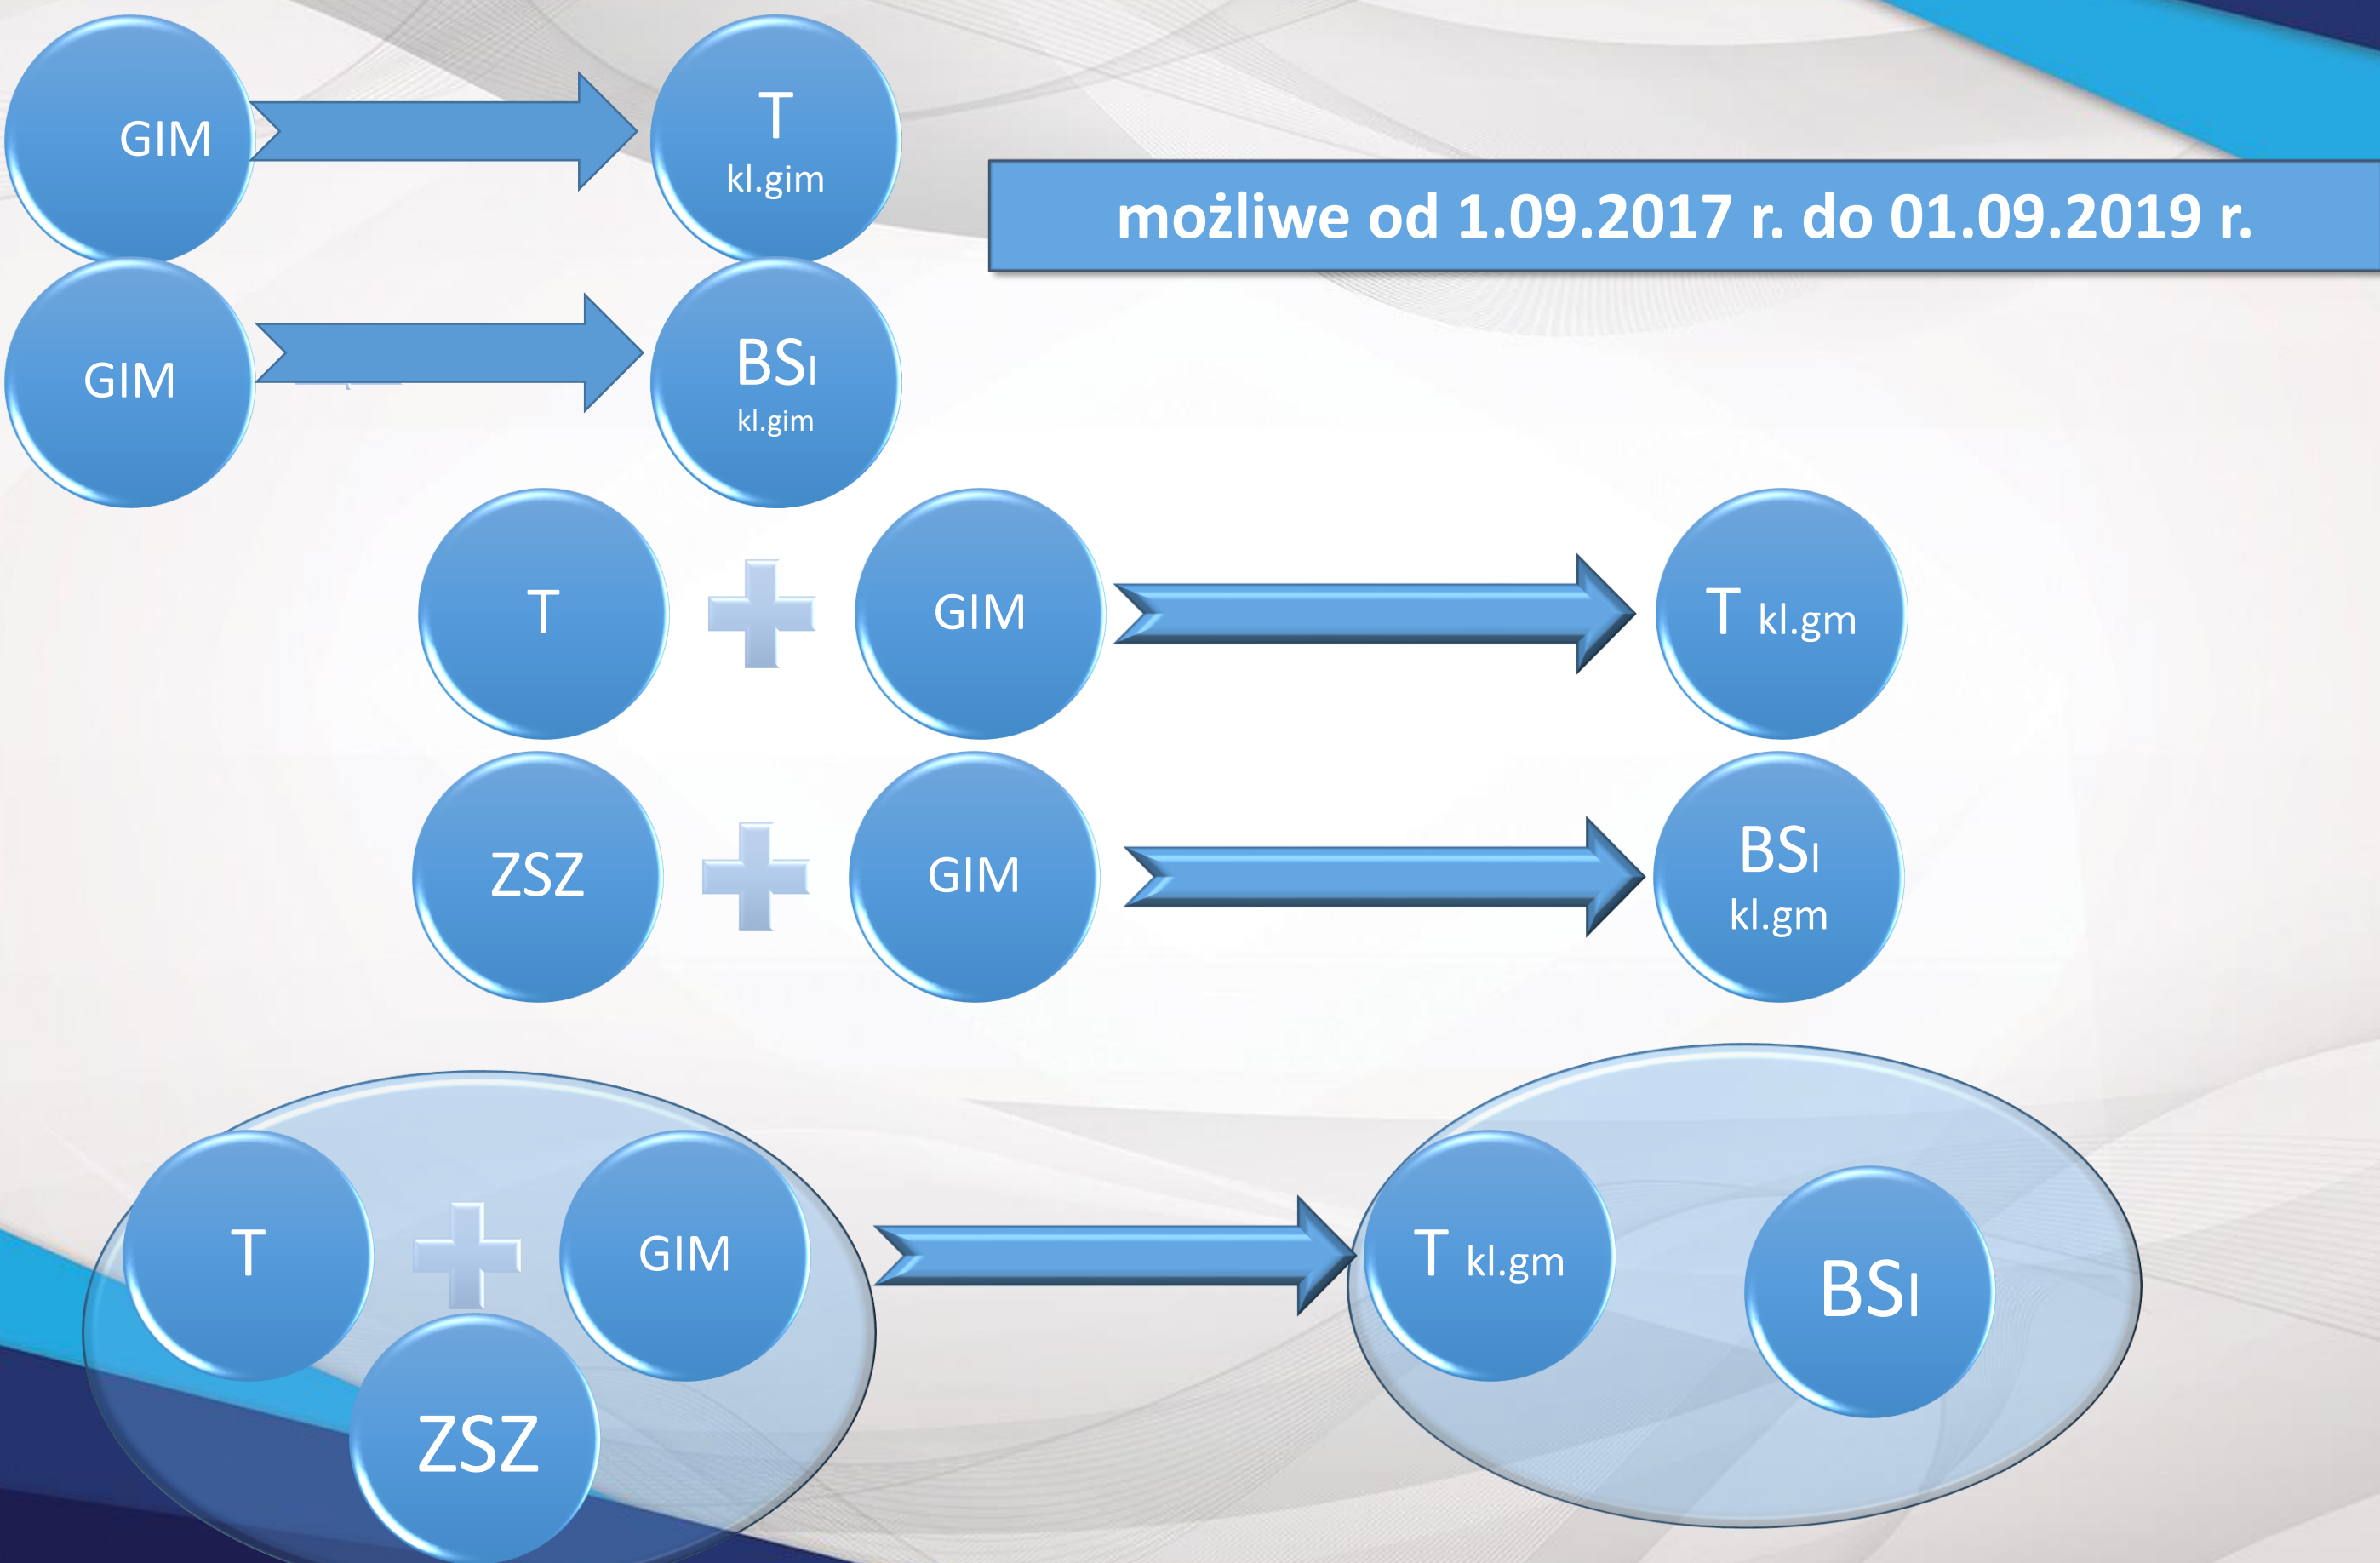 GIM
T
kl.gim
możliwe od 1.09.2017 r. do 01.09.2019 r.
GIM
BSI
kl.gim
T
GIM
T kl.gm
ZSZ
GIM
BSI
kl.gm
T
GIM
ZSZ
T kl.gm
BSI